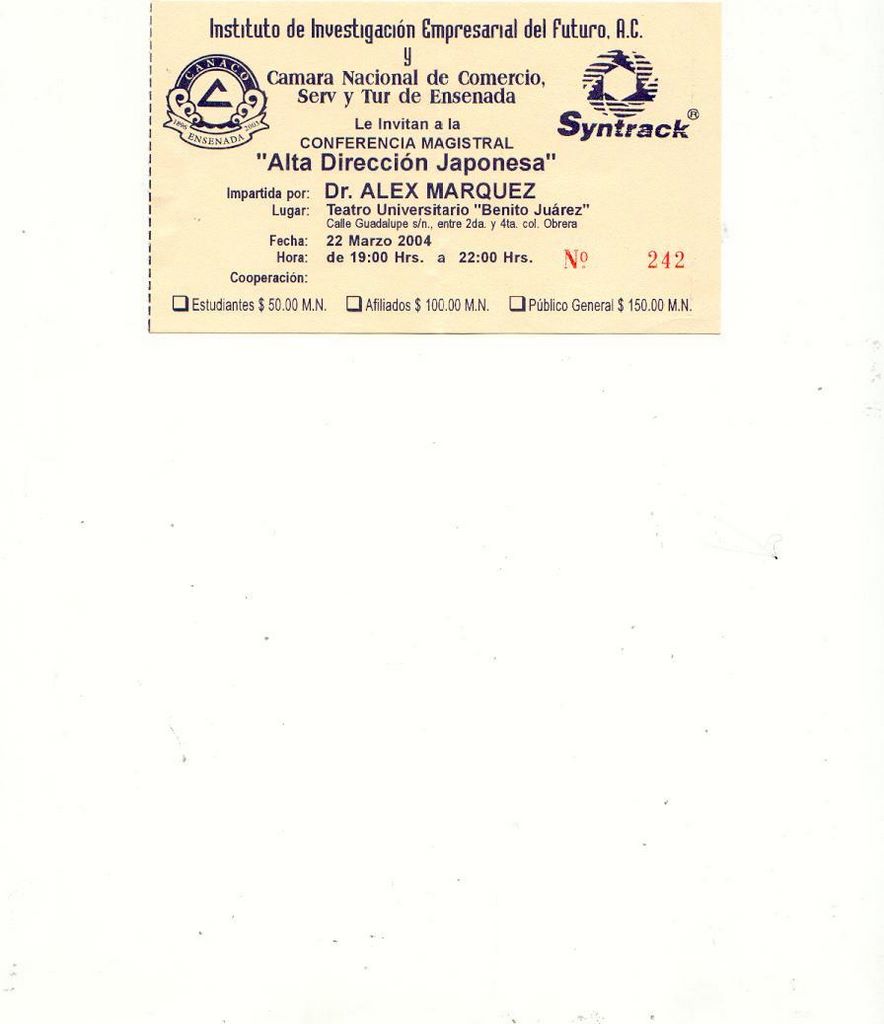 Instituto de Investigación Empresarial del Futuro, A.C.
y
Camara Nacional de Comercio,
Serv y Tur de Ensenada
CANACO
1896 2003
ENSENADA
Syntrack®
Le Invitan a la
CONFERENCIA MAGISTRAL
"Alta Dirección Japonesa"
Impartida por: Dr. ALEX MARQUEZ
Lugar: Teatro Universitario "Benito Juárez"
Calle Guadalupe s/n., entre 2da. y 4ta. col. Obrera
Fecha: 22 Marzo 2004
Hora: de 19:00 Hrs. a 22:00 Hrs.
Nº 242
Cooperación:
Estudiantes $ 50.00 M.N. Afiliados $ 100.00 M.N. Público General $ 150.00 M.N.